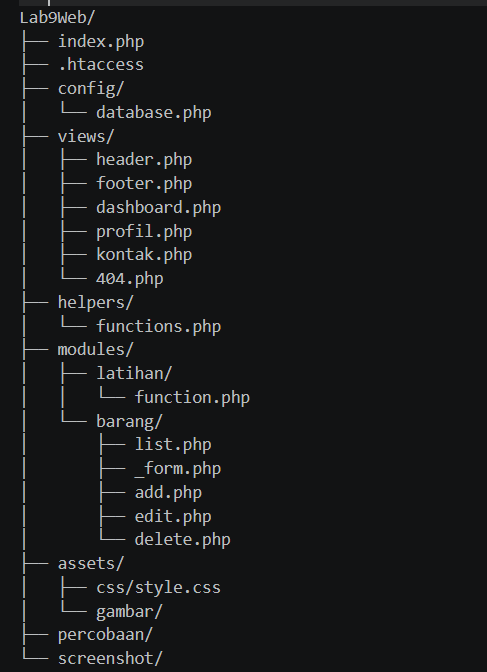 Lab9Web/
├── index.php
├── .htaccess
├── config/
│   └── database.php
├── views/
│   ├── header.php
│   ├── footer.php
│   ├── dashboard.php
│   ├── profil.php
│   ├── kontak.php
│   └── 404.php
├── helpers/
│   └── functions.php
├── modules/
│   ├── latihan/
│   │   └── function.php
│   └── barang/
│       ├── list.php
│       ├── _form.php
│       ├── add.php
│       ├── edit.php
│       └── delete.php
├── assets/
│   ├── css/style.css
│   └── gambar/
├── percobaan/
└── screenshot/